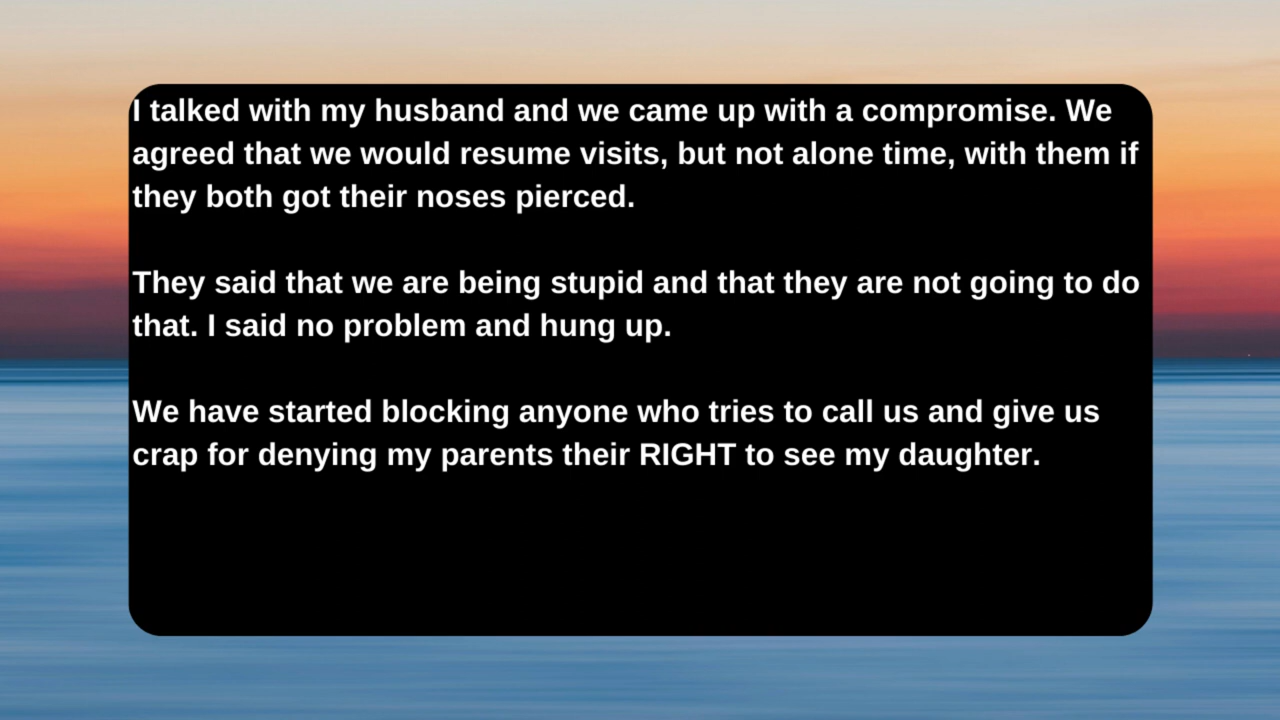 I talked with my husband and we came up with a compromise. We
agreed that we would resume visits, but not alone time, with them if
they both got their noses pierced.
They said that we are being stupid and that they are not going to do
that. I said no problem and hung up.
We have started blocking anyone who tries to call us and give us
crap for denying my parents their RIGHT to see my daughter.